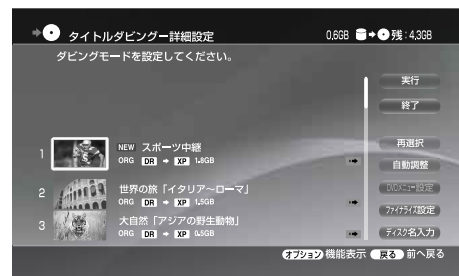 タイトルダビングー詳細設定
0.6GB ➔ 残:4.3GB
ダビングモードを設定してください。
実行
終了
再選択
自動調整
DVDメニュー設定
ファイナライズ設定
ディスク名入力
1 NEW スポーツ中継
ORG DR ➔ XP 1.8GB
2 世界の旅「イタリア～ローマ」
ORG DR ➔ XP 1.5GB
3 大自然「アジアの野生動物」
ORG DR ➔ XP 0.5GB
オプション 機能表示 戻る 前へ戻る